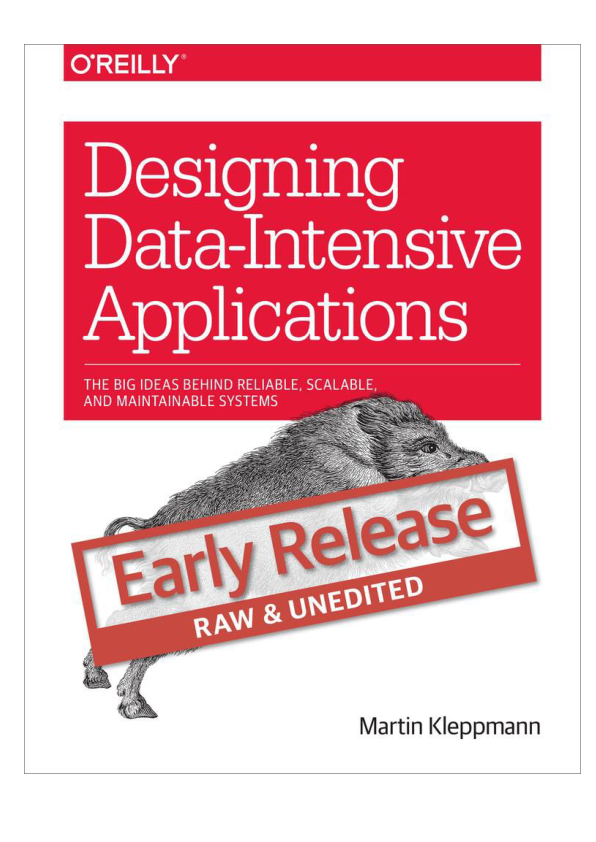 O'REILLY®
Designing
Data-Intensive
Applications
THE BIG IDEAS BEHIND RELIABLE, SCALABLE,
AND MAINTAINABLE SYSTEMS
Early Release
RAW & UNEDITED
Martin Kleppmann